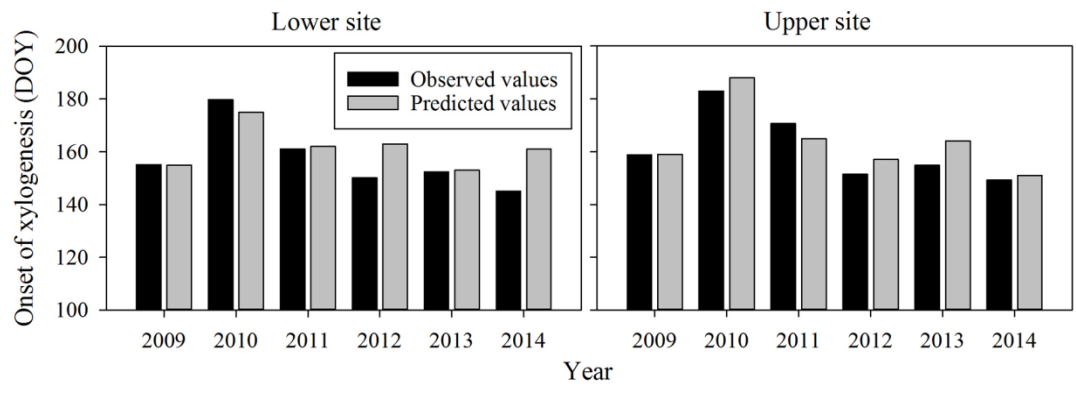 Lower site
Upper site
Onset of xylogenesis (DOY)
200
180
160
140
120
100
Observed values
Predicted values
2009 2010 2011 2012 2013 2014
2009 2010 2011 2012 2013 2014
Year